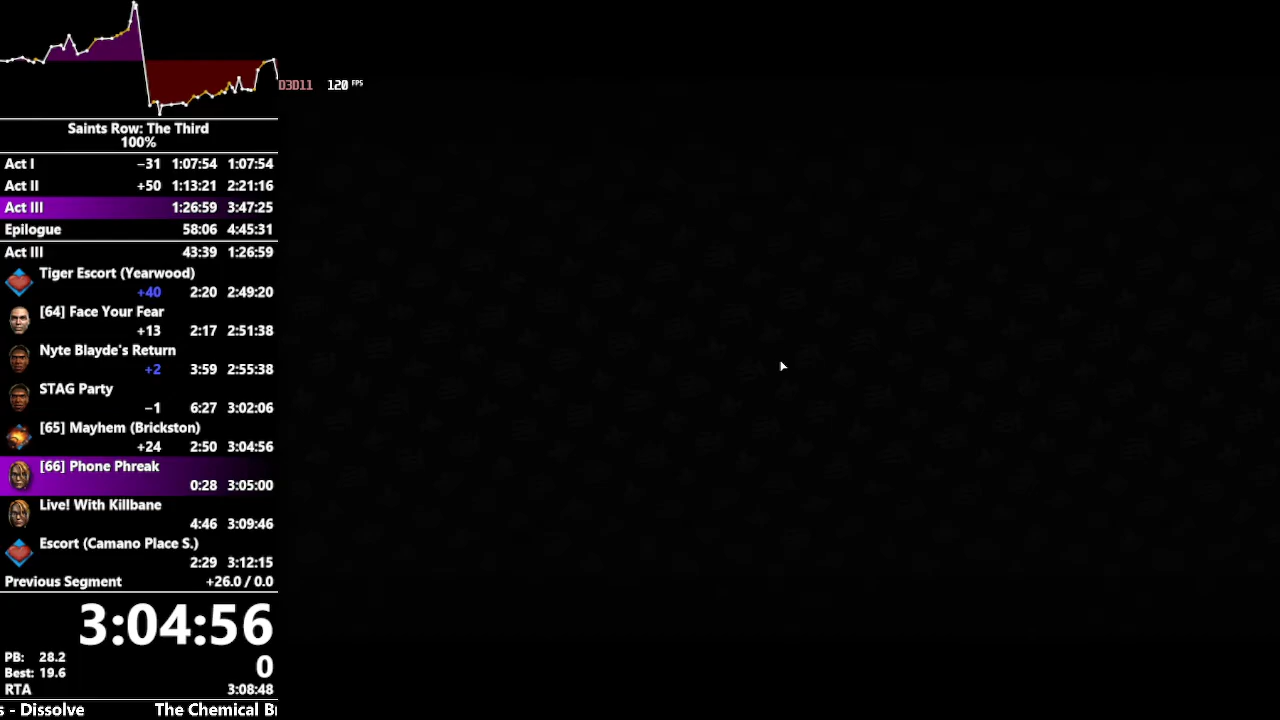 D3D11 120 FPS
Saints Row: The Third
100%
Act I −31 1:07:54 1:07:54
Act II +50 1:13:21 2:21:16
Act III 1:26:59 3:47:25
Epilogue 58:06 4:45:31
Act III 43:39 1:26:59
Tiger Escort (Yearwood)
+40 2:20 2:49:20
[64] Face Your Fear
+13 2:17 2:51:38
Nyte Blayde's Return
+2 3:59 2:55:38
STAG Party
−1 6:27 3:02:06
[65] Mayhem (Brickston)
+24 2:50 3:04:56
[66] Phone Phreak
0:28 3:05:00
Live! With Killbane
4:46 3:09:46
Escort (Camano Place S.)
2:29 3:12:15
Previous Segment +26.0 / 0.0
3:04:56
PB: 28.2
Best: 19.6
0
RTA 3:08:48
s - Dissolve The Chemical B